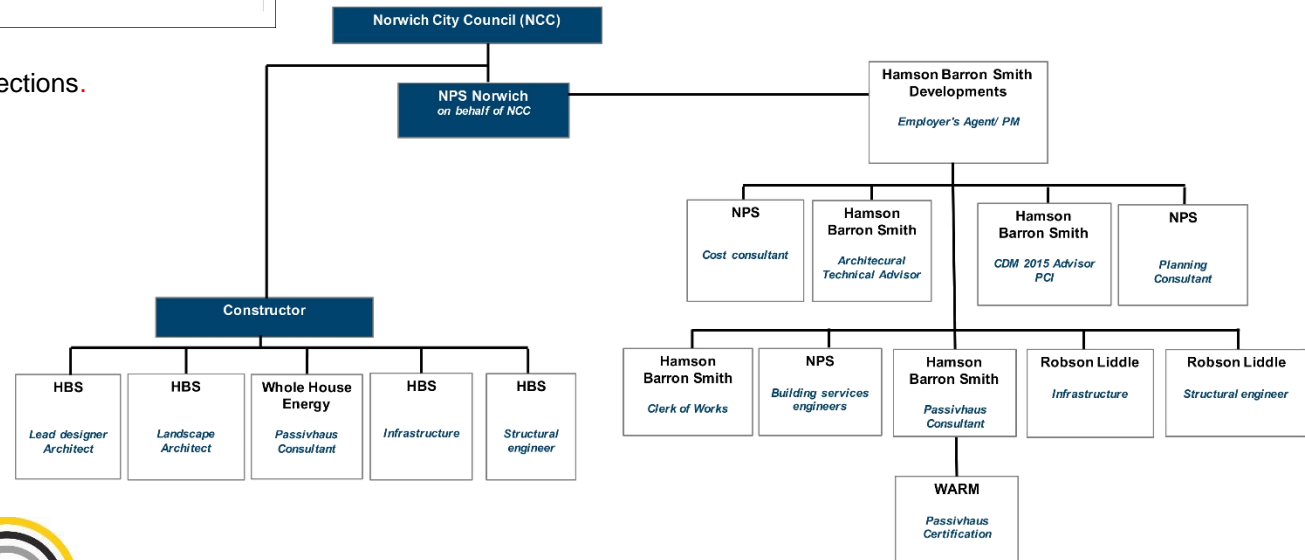 Norwich City Council (NCC)
ections.
NPS Norwich
on behalf of NCC
Hamson Barron Smith
Developments
Employer's Agent/ PM
NPS
Cost consultant
Hamson
Barron Smith
Architecural
Technical Advisor
Hamson
Barron Smith
CDM 2015 Advisor
PCI
NPS
Planning
Consultant
Constructor
HBS
Lead designer
Architect
HBS
Landscape
Architect
Whole House
Energy
Passivhaus
Consultant
HBS
Infrastructure
HBS
Structural
engineer
Hamson
Barron Smith
Clerk of Works
NPS
Building services
engineers
Hamson
Barron Smith
Passivhaus
Consultant
Robson Liddle
Infrastructure
Robson Liddle
Structural engineer
WARM
Passivhaus
Certification